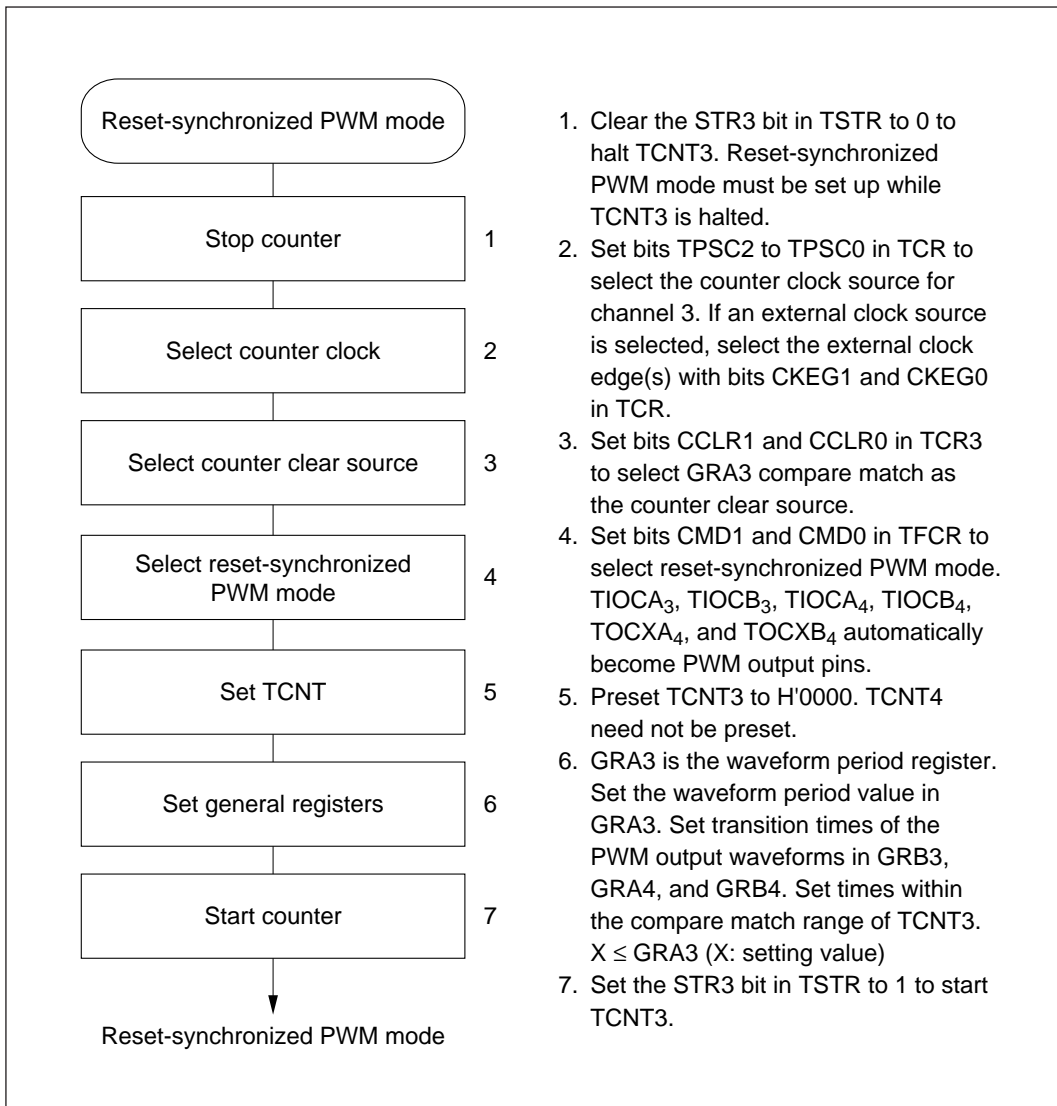 Reset-synchronized PWM mode
Stop counter
1
Select counter clock
2
Select counter clear source
3
Select reset-synchronized
PWM mode
4
Set TCNT
5
Set general registers
6
Start counter
7
Reset-synchronized PWM mode
1. Clear the STR3 bit in TSTR to 0 to
halt TCNT3. Reset-synchronized
PWM mode must be set up while
TCNT3 is halted.
2. Set bits TPSC2 to TPSC0 in TCR to
select the counter clock source for
channel 3. If an external clock source
is selected, select the external clock
edge(s) with bits CKEG1 and CKEG0
in TCR.
3. Set bits CCLR1 and CCLR0 in TCR3
to select GRA3 compare match as
the counter clear source.
4. Set bits CMD1 and CMD0 in TFCR to
select reset-synchronized PWM mode.
TIOCA₃, TIOCB₃, TIOCA₄, TIOCB₄,
TOCXA₄, and TOCXB₄ automatically
become PWM output pins.
5. Preset TCNT3 to H'0000. TCNT4
need not be preset.
6. GRA3 is the waveform period register.
Set the waveform period value in
GRA3. Set transition times of the
PWM output waveforms in GRB3,
GRA4, and GRB4. Set times within
the compare match range of TCNT3.
X ≤ GRA3 (X: setting value)
7. Set the STR3 bit in TSTR to 1 to start
TCNT3.